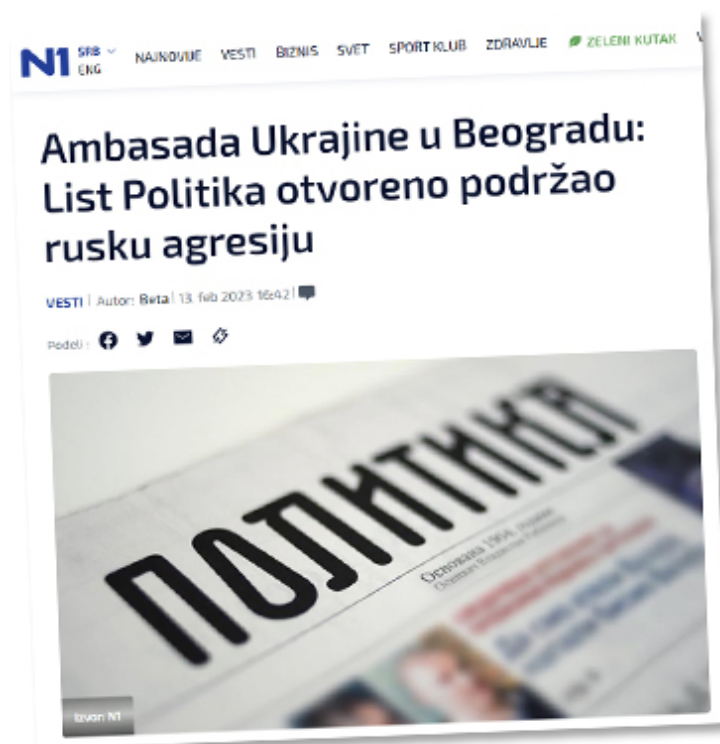 N1 SRB
ENG
NAJNOVIJE VESTI BIZNIS SVET SPORT KLUB ZDRAVLJE ZELENI KUTAK
Ambasada Ukrajine u Beogradu:
List Politika otvoreno podržao
rusku agresiju
VESTI | Autor: Beta | 13. feb 2023 16:42 |
Podeli:
ПОЛИТИКА
Основана 1904. године
Izvor: N1